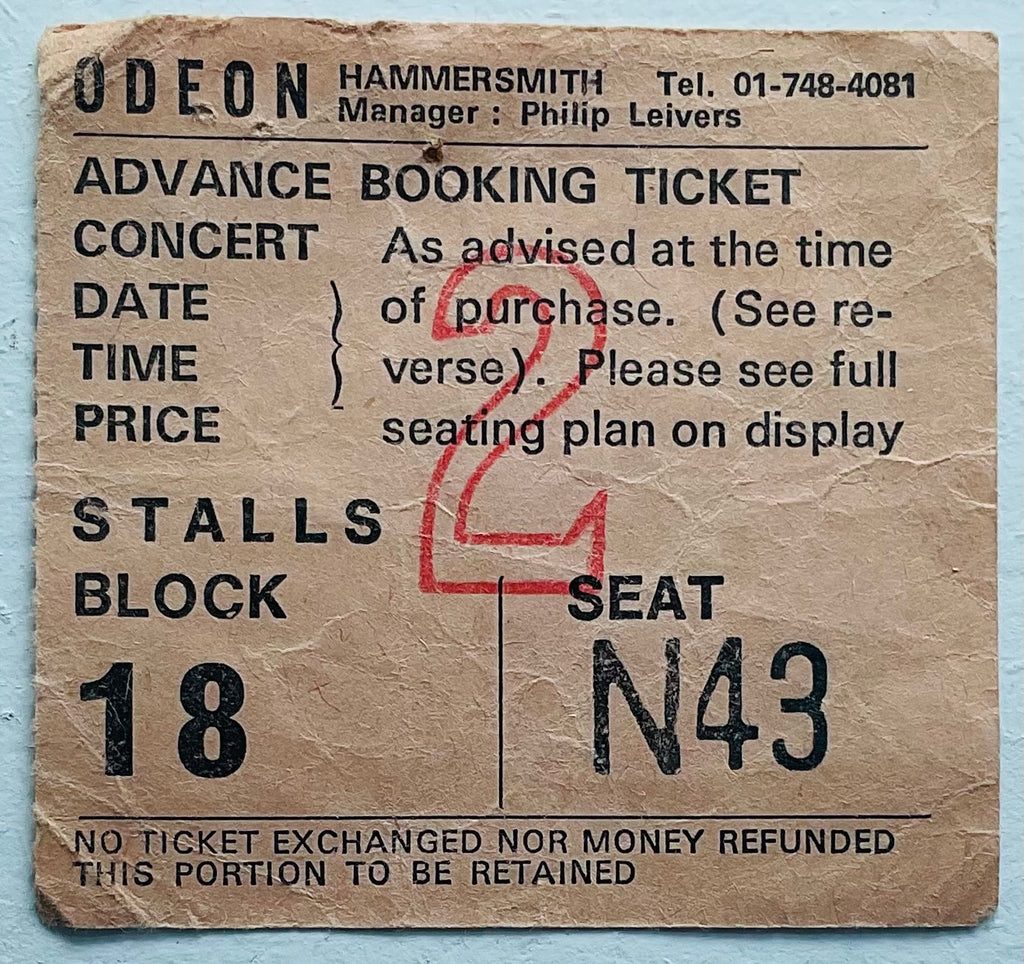 ODEON HAMMERSMITH Tel. 01-748-4081
Manager : Philip Leivers
ADVANCE BOOKING TICKET
CONCERT As advised at the time
DATE of purchase. (See re-
TIME verse). Please see full
PRICE seating plan on display
2
STALLS
BLOCK SEAT
18 N43
NO TICKET EXCHANGED NOR MONEY REFUNDED
THIS PORTION TO BE RETAINED